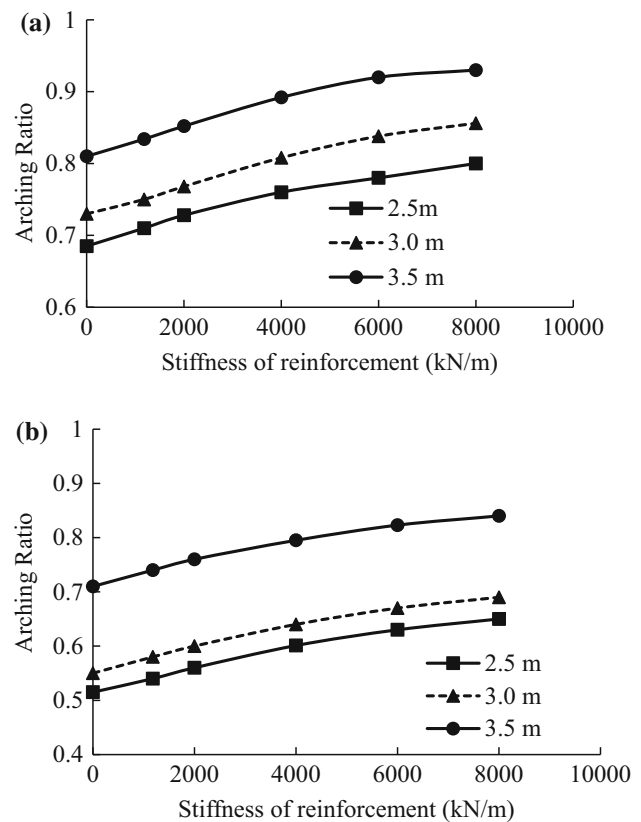 (a)
1
0.9
0.8
0.7
0.6
Arching Ratio
2.5m
3.0 m
3.5 m
0 2000 4000 6000 8000 10000
Stiffness of reinforcement (kN/m)
(b)
1
0.9
0.8
0.7
0.6
0.5
0.4
Arching Ratio
2.5 m
3.0 m
3.5 m
0 2000 4000 6000 8000 10000
Stiffness of reinforcement (kN/m)